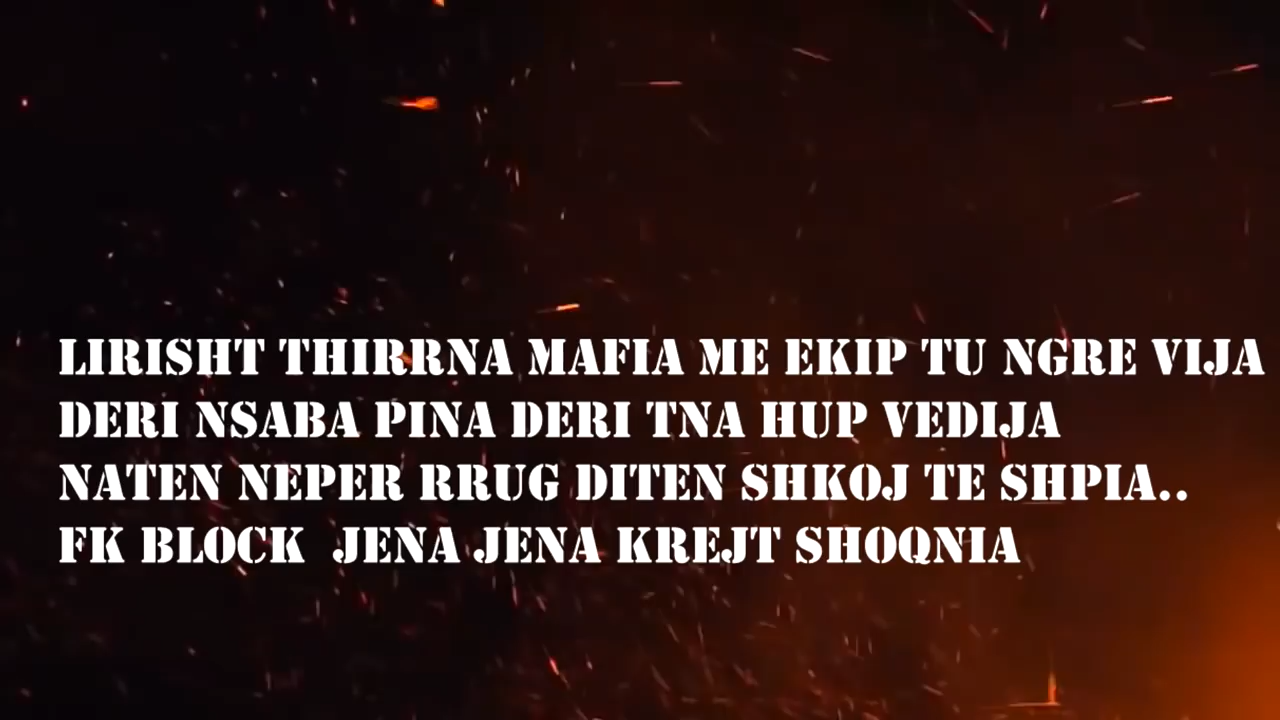 LIRISHT THIRRNA MAFIA ME EKIP TU NGRE VIJA
DERI NSABA PINA DERI TNA HUP VEDIJA
NATEN NEPER RRUG DITEN SHKOJ TE SHPIA..
FK BLOCK  JENA JENA KREJT SHOQNIA